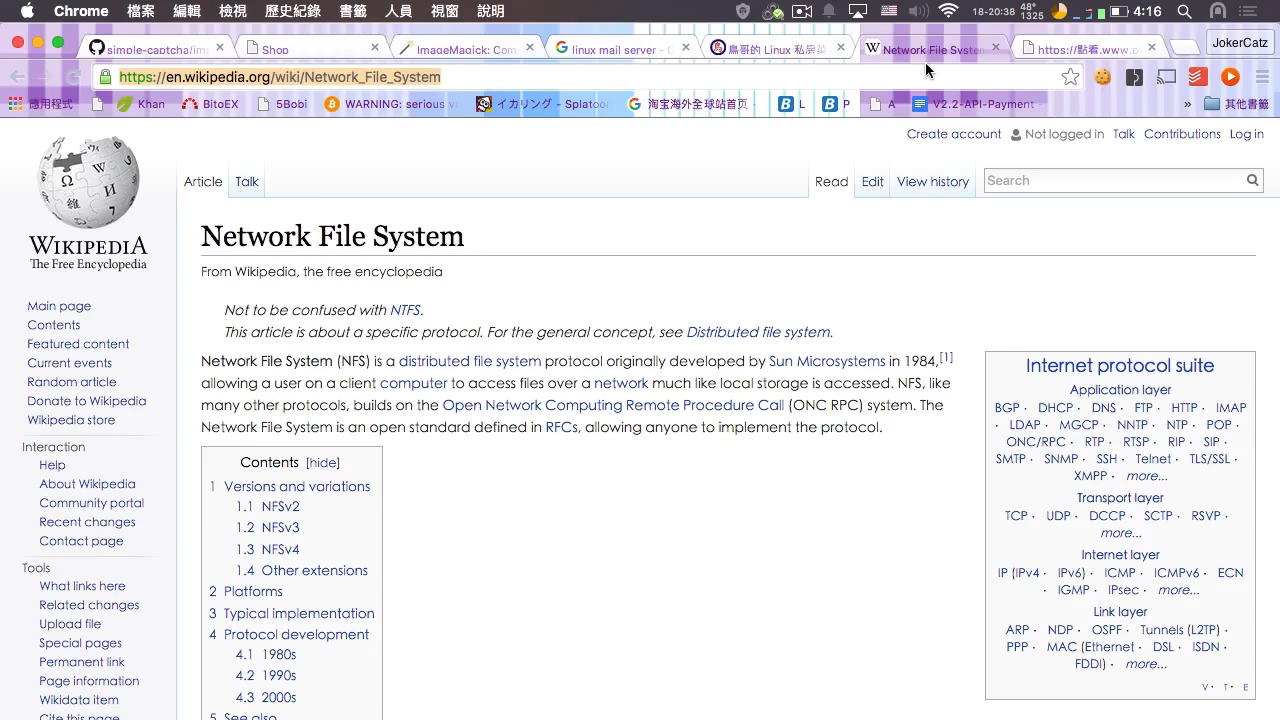 Chrome 檔案 編輯 檢視 歷史紀錄 書籤 人員 視窗 說明 18-20:38 48° 1325 4:16
simple-captcha/im Shop ImageMagick: Com linux mail server - G 鳥哥的 Linux 私房菜 Network File System https://點看.www.p JokerCatz
https://en.wikipedia.org/wiki/Network_File_System
應用程式 Khan BitoEX 5Bobi WARNING: serious v イカリング - Splatoon 淘宝海外全球站首页 L P A V2.2-API-Payment 其他書籤
Create account Not logged in Talk Contributions Log in
Article Talk Read Edit View history Search
WIKIPEDIA
The Free Encyclopedia
Main page
Contents
Featured content
Current events
Random article
Donate to Wikipedia
Wikipedia store
Interaction
Help
About Wikipedia
Community portal
Recent changes
Contact page
Tools
What links here
Related changes
Upload file
Special pages
Permanent link
Page information
Wikidata item
Cite this page
Network File System
From Wikipedia, the free encyclopedia
Not to be confused with NTFS.
This article is about a specific protocol. For the general concept, see Distributed file system.
Network File System (NFS) is a distributed file system protocol originally developed by Sun Microsystems in 1984,[1]
allowing a user on a client computer to access files over a network much like local storage is accessed. NFS, like
many other protocols, builds on the Open Network Computing Remote Procedure Call (ONC RPC) system. The
Network File System is an open standard defined in RFCs, allowing anyone to implement the protocol.
Contents [hide]
1 Versions and variations
1.1 NFSv2
1.2 NFSv3
1.3 NFSv4
1.4 Other extensions
2 Platforms
3 Typical implementation
4 Protocol development
4.1 1980s
4.2 1990s
4.3 2000s
5 See also
Internet protocol suite
Application layer
BGP · DHCP · DNS · FTP · HTTP · IMAP
· LDAP · MGCP · NNTP · NTP · POP ·
ONC/RPC · RTP · RTSP · RIP · SIP ·
SMTP · SNMP · SSH · Telnet · TLS/SSL ·
XMPP · more...
Transport layer
TCP · UDP · DCCP · SCTP · RSVP ·
more...
Internet layer
IP (IPv4 · IPv6) · ICMP · ICMPv6 · ECN
· IGMP · IPsec · more...
Link layer
ARP · NDP · OSPF · Tunnels (L2TP) ·
PPP · MAC (Ethernet · DSL · ISDN ·
FDDI) · more...
V · T · E